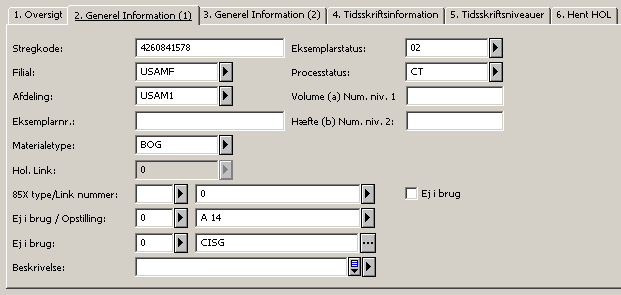 1. Oversigt 2. Generel Information (1) 3. Generel Information (2) 4. Tidsskriftsinformation 5. Tidsskriftsniveauer 6. Hent HOL
Stregkode: 4260841578 Eksemplarstatus: 02
Filial: USAMF Processtatus: CT
Afdeling: USAM1 Volume (a) Num. niv. 1
Eksemplarnr.: Hæfte (b) Num. niv. 2:
Materialetype: BOG
Hol. Link: 0
85X type/Link nummer: 0 Ej i brug
Ej i brug / Opstilling: 0 A 14
Ej i brug: 0 CISG ...
Beskrivelse: